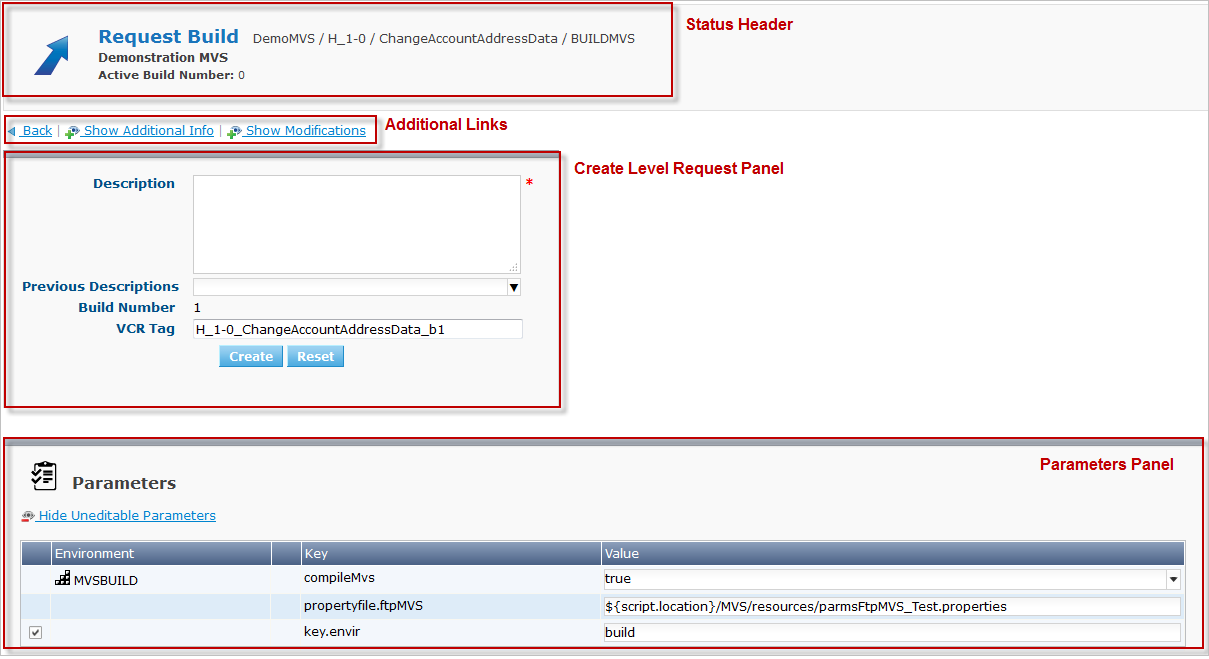 Request Build DemoMVS / H_1-0 / ChangeAccountAddressData / BUILDMVS
Status Header
Demonstration MVS
Active Build Number: 0
Back | Show Additional Info | Show Modifications
Additional Links
Create Level Request Panel
Description *
Previous Descriptions
Build Number 1
VCR Tag H_1-0_ChangeAccountAddressData_b1
Create Reset
Parameters Panel
Parameters
Hide Uneditable Parameters
Environment Key Value
MVSBUILD compileMvs true
propertyfile.ftpMVS ${script.location}/MVS/resources/parmsFtpMVS_Test.properties
key.envir build